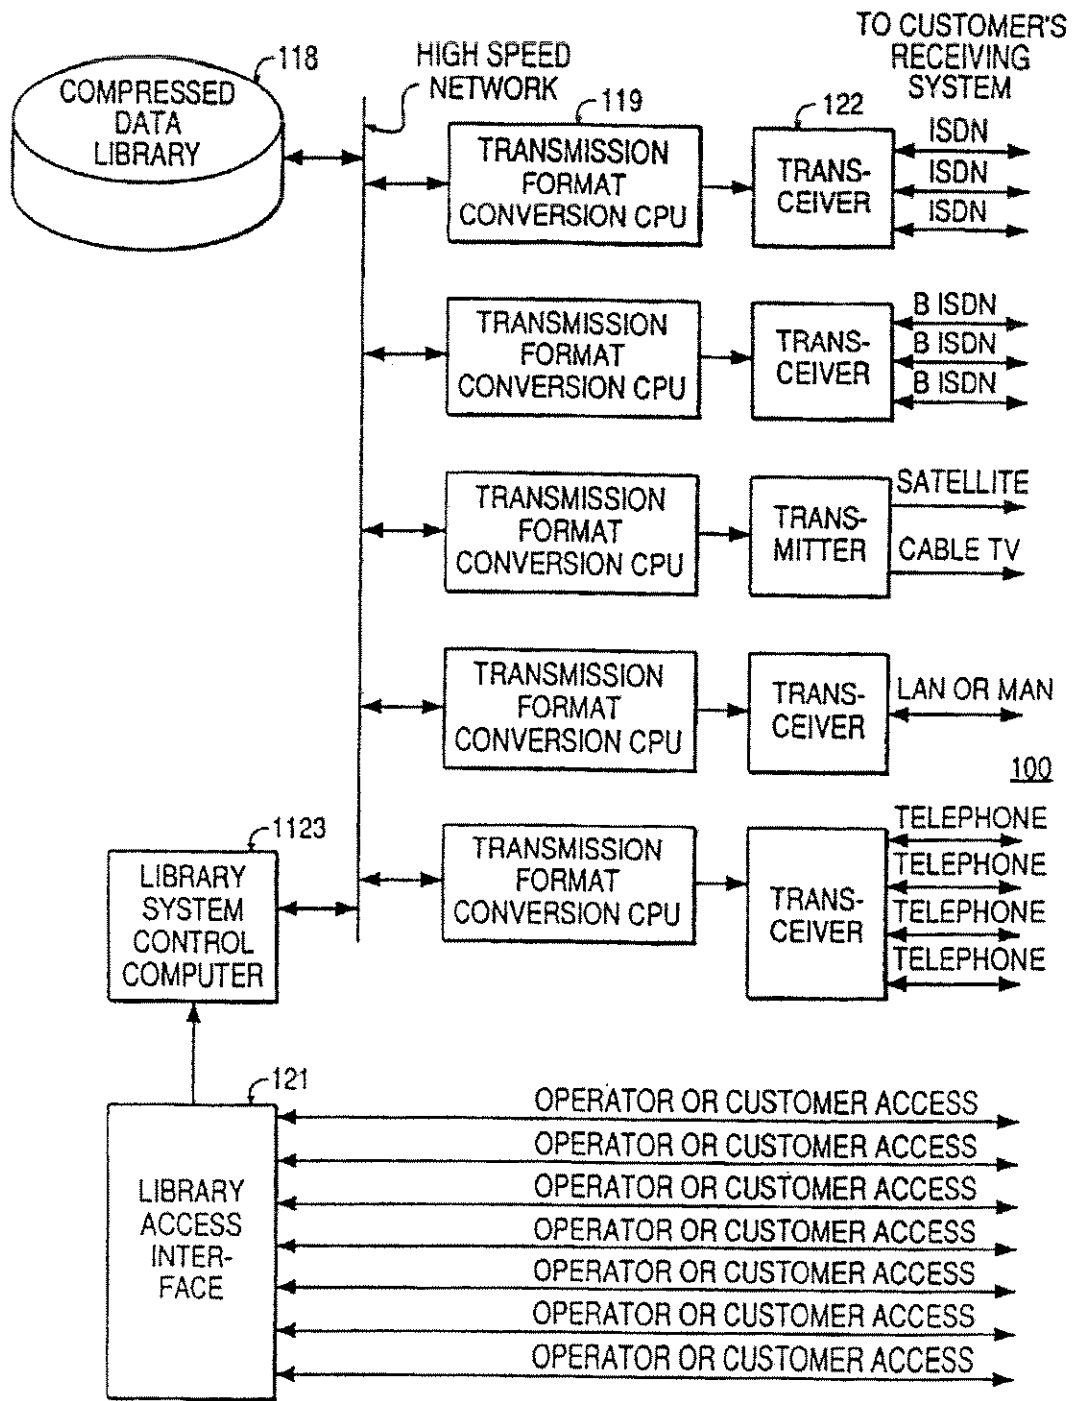 TO CUSTOMER'S
RECEIVING
SYSTEM
118
HIGH SPEED
NETWORK
COMPRESSED
DATA
LIBRARY
119
TRANSMISSION
FORMAT
CONVERSION CPU
122
TRANS-
CEIVER
ISDN
ISDN
ISDN
TRANSMISSION
FORMAT
CONVERSION CPU
TRANS-
CEIVER
B ISDN
B ISDN
B ISDN
TRANSMISSION
FORMAT
CONVERSION CPU
TRANS-
MITTER
SATELLITE
CABLE TV
TRANSMISSION
FORMAT
CONVERSION CPU
TRANS-
CEIVER
LAN OR MAN
100
1123
LIBRARY
SYSTEM
CONTROL
COMPUTER
TRANSMISSION
FORMAT
CONVERSION CPU
TRANS-
CEIVER
TELEPHONE
TELEPHONE
TELEPHONE
TELEPHONE
121
LIBRARY
ACCESS
INTER-
FACE
OPERATOR OR CUSTOMER ACCESS
OPERATOR OR CUSTOMER ACCESS
OPERATOR OR CUSTOMER ACCESS
OPERATOR OR CUSTOMER ACCESS
OPERATOR OR CUSTOMER ACCESS
OPERATOR OR CUSTOMER ACCESS
OPERATOR OR CUSTOMER ACCESS